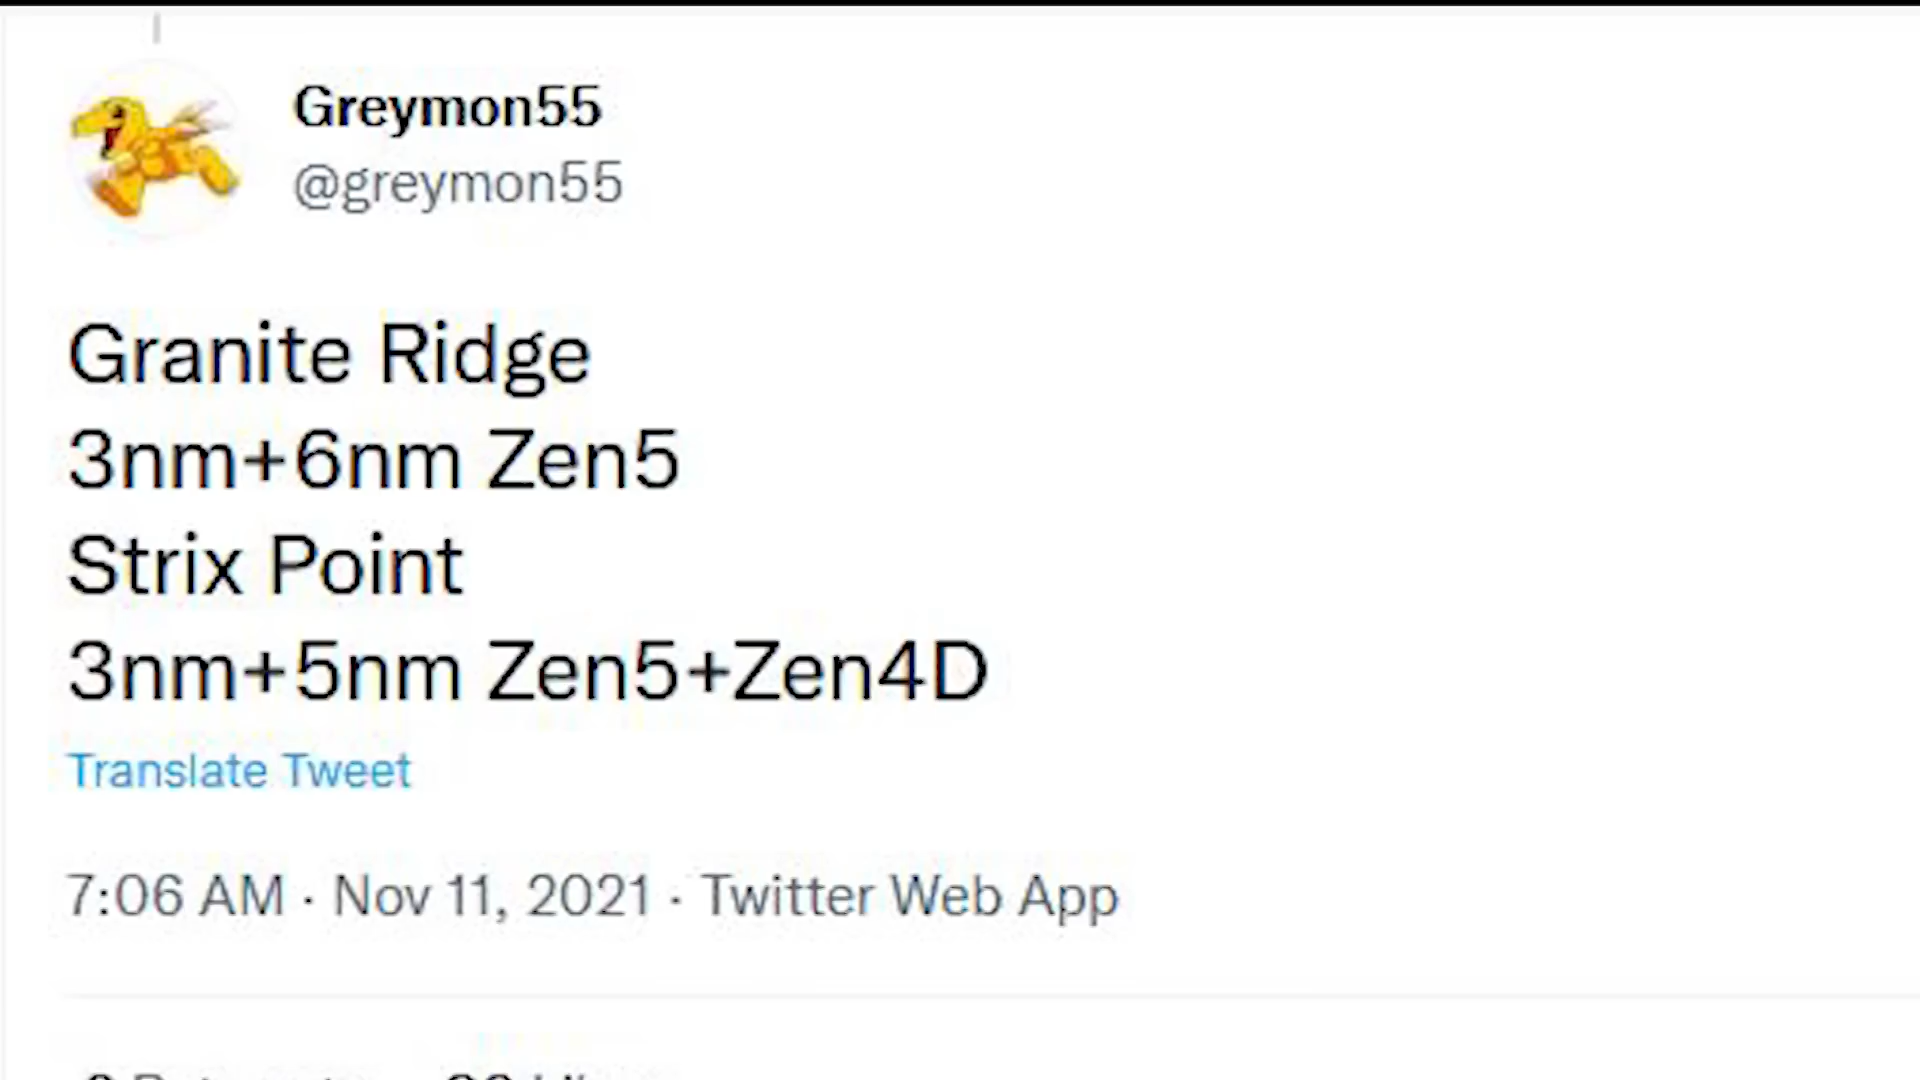 Greymon55
@greymon55
Granite Ridge
3nm+6nm Zen5
Strix Point
3nm+5nm Zen5+Zen4D
Translate Tweet
7:06 AM · Nov 11, 2021 · Twitter Web App